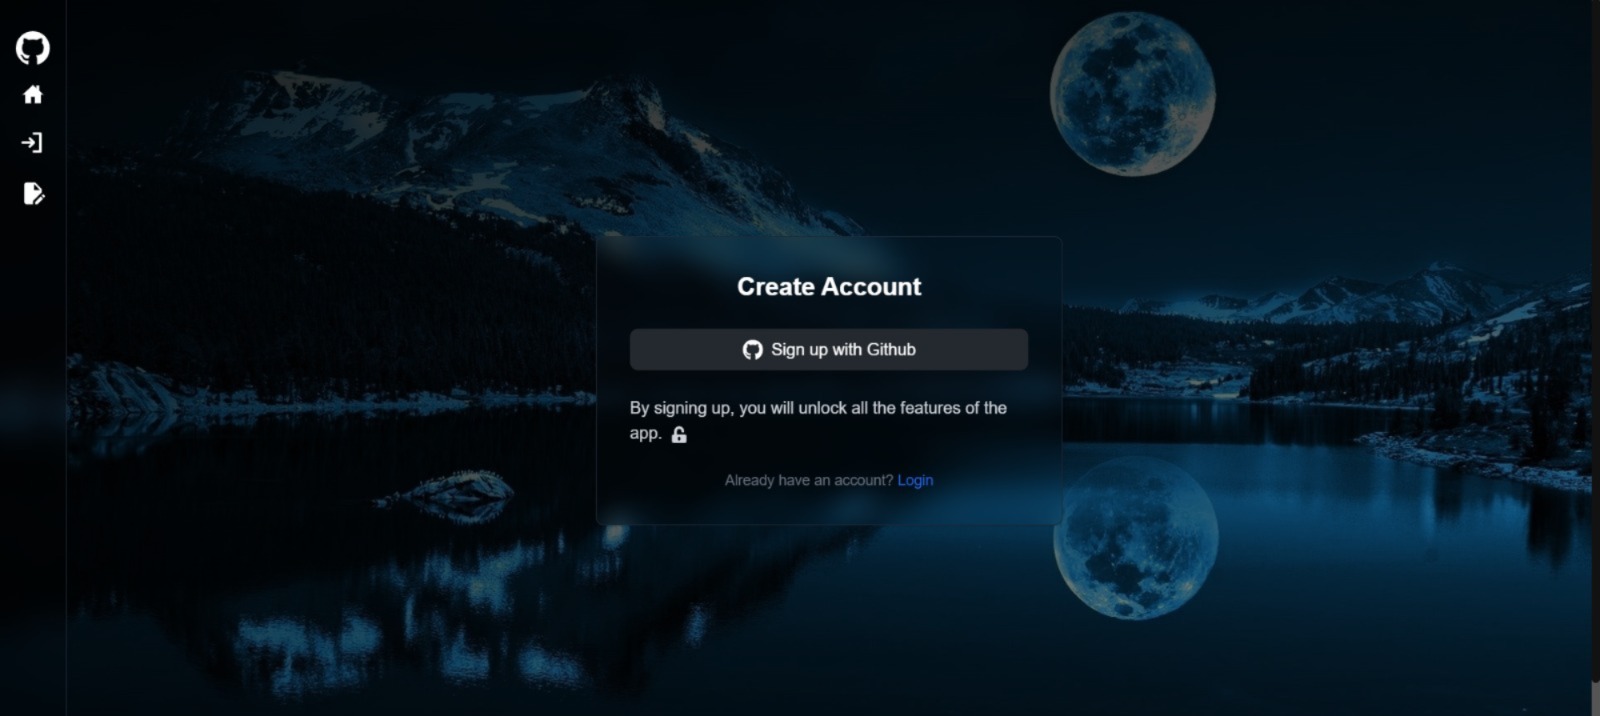 Create Account
Sign up with Github
By signing up, you will unlock all the features of the
app.
Already have an account? Login